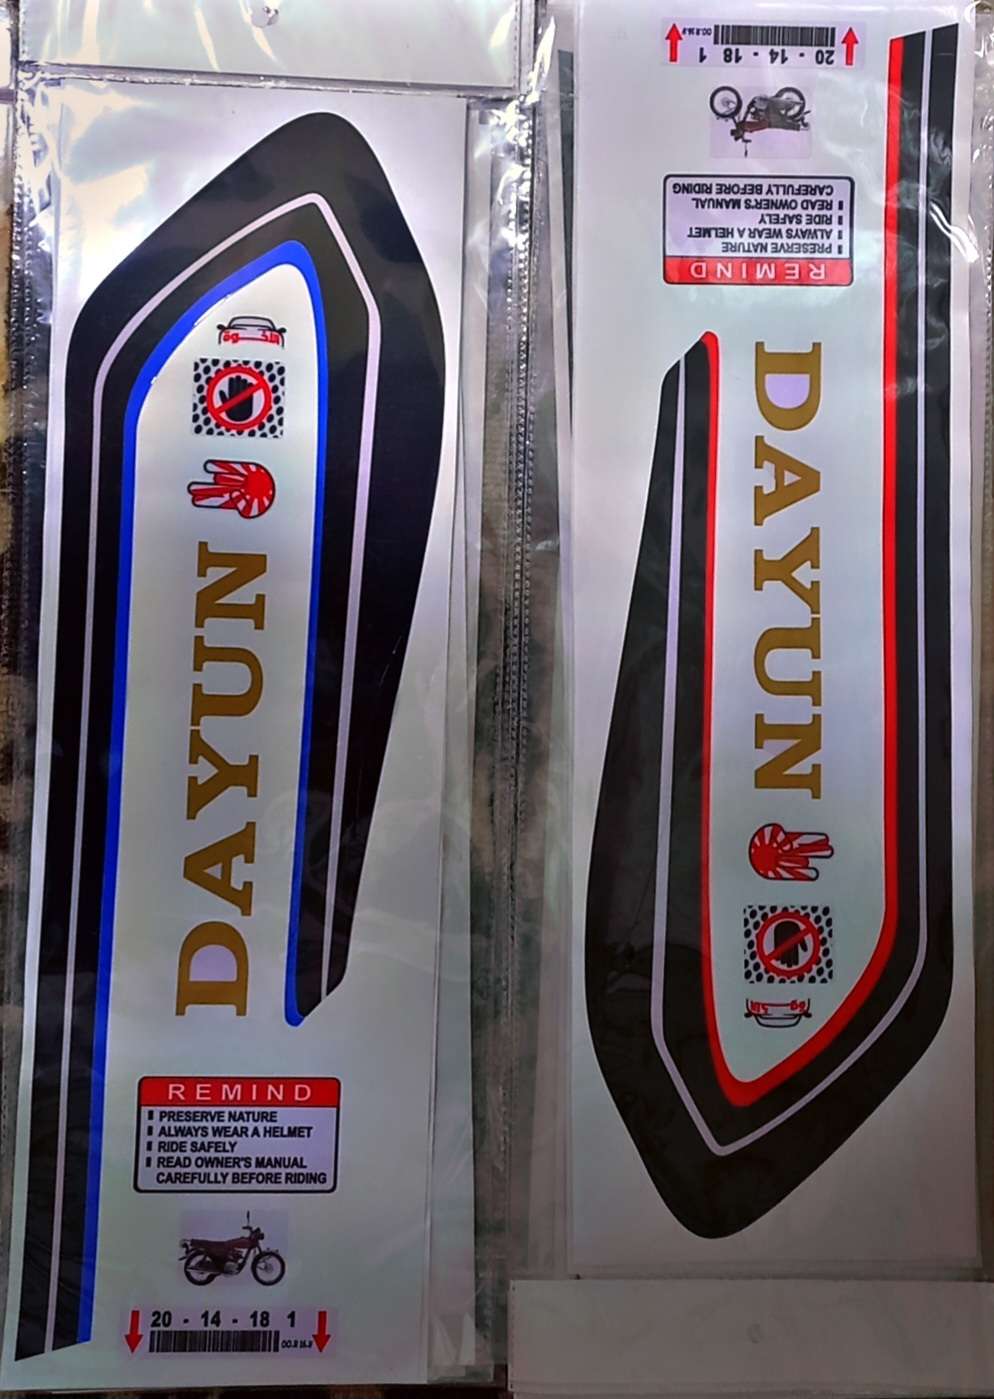 الأخوة
DAYUN
REMIND
PRESERVE NATURE
ALWAYS WEAR A HELMET
RIDE SAFELY
READ OWNER'S MANUAL
CAREFULLY BEFORE RIDING
20 - 14 - 18 1
20 - 14 - 18 1
REMIND
PRESERVE NATURE
ALWAYS WEAR A HELMET
RIDE SAFELY
READ OWNER'S MANUAL
CAREFULLY BEFORE RIDING
DAYUN